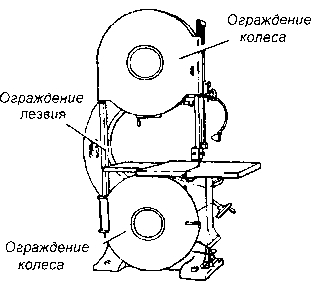 Ограждение
колеса
Ограждение
лезвия
Ограждение
колеса